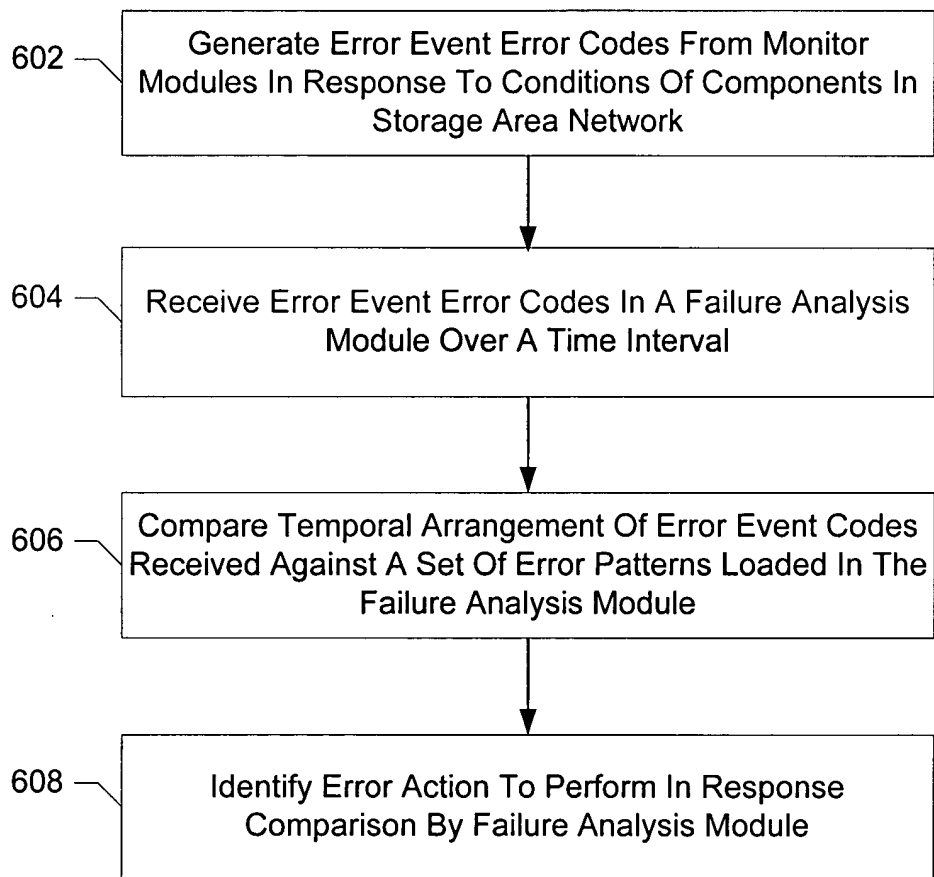 602
Generate Error Event Error Codes From Monitor
Modules In Response To Conditions Of Components In
Storage Area Network
604
Receive Error Event Error Codes In A Failure Analysis
Module Over A Time Interval
606
Compare Temporal Arrangement Of Error Event Codes
Received Against A Set Of Error Patterns Loaded In The
Failure Analysis Module
608
Identify Error Action To Perform In Response
Comparison By Failure Analysis Module